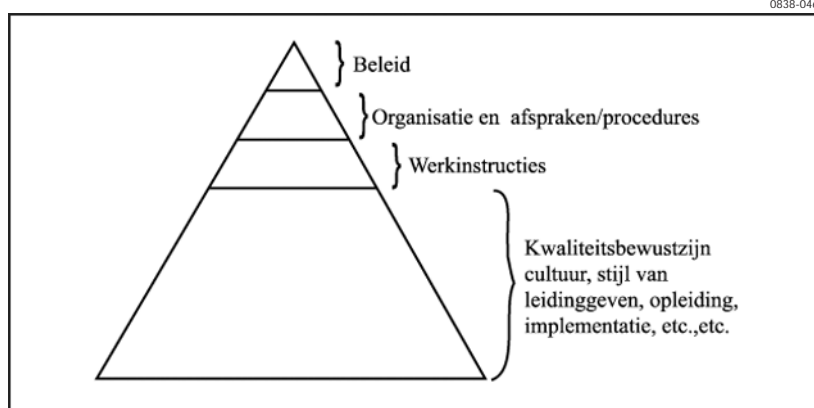 Beleid
Organisatie en afspraken/procedures
Werkinstructies
Kwaliteitsbewustzijn
cultuur, stijl van
leidinggeven, opleiding,
implementatie, etc.,etc.